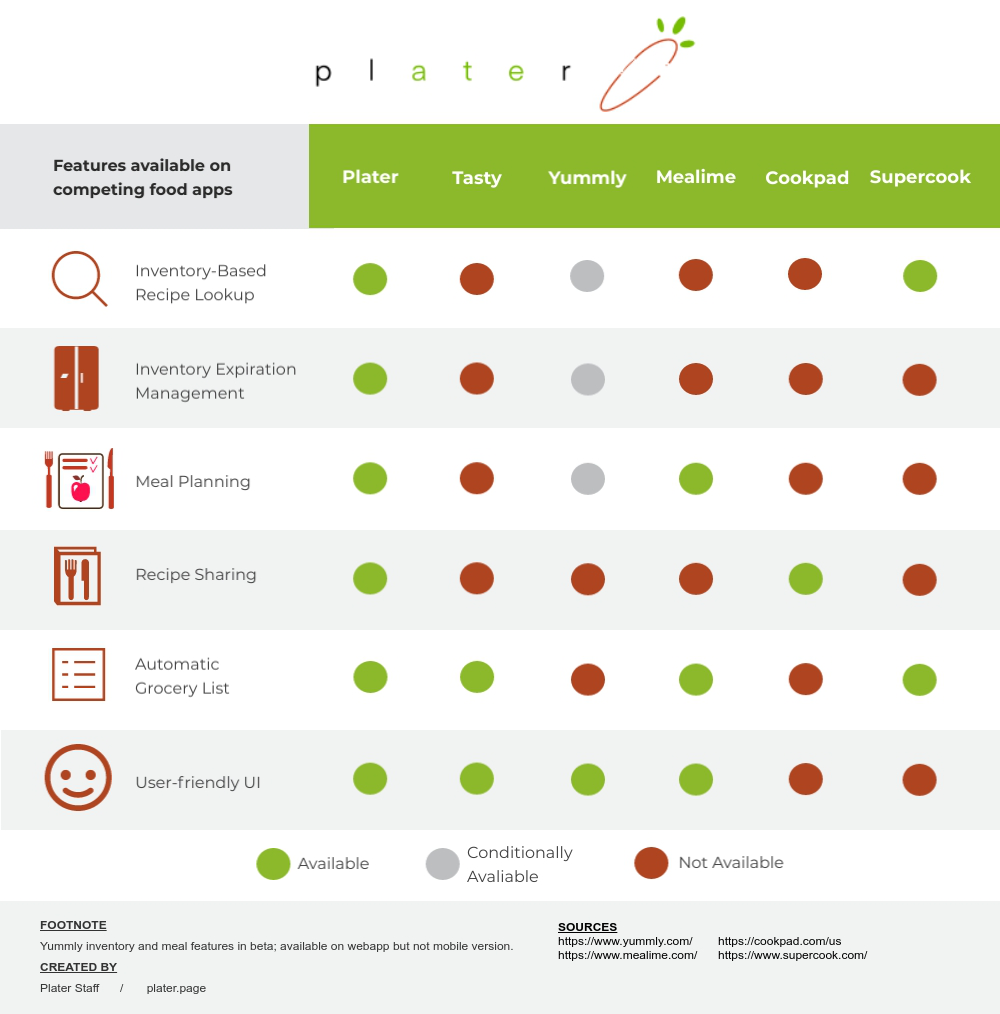 p l a t e r
Features available on
competing food apps
Plater Tasty Yummly Mealime Cookpad Supercook
Inventory-Based
Recipe Lookup
Inventory Expiration
Management
Meal Planning
Recipe Sharing
Automatic
Grocery List
User-friendly UI
Available
Conditionally
Avaliable
Not Available
FOOTNOTE
Yummly inventory and meal features in beta; available on webapp but not mobile version.
CREATED BY
Plater Staff / plater.page
SOURCES
https://www.yummly.com/ https://cookpad.com/us
https://www.mealime.com/ https://www.supercook.com/